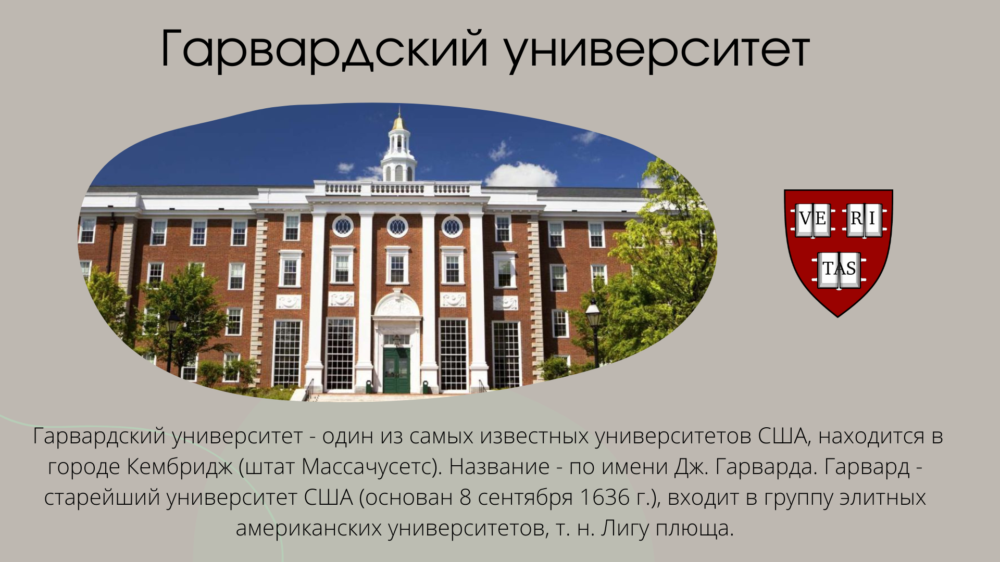 Гарвардский университет
VE RI
TAS
Гарвардский университет - один из самых известных университетов США, находится в
городе Кембридж (штат Массачусетс). Название - по имени Дж. Гарварда. Гарвард -
старейший университет США (основан 8 сентября 1636 г.), входит в группу элитных
американских университетов, т. н. Лигу плюща.